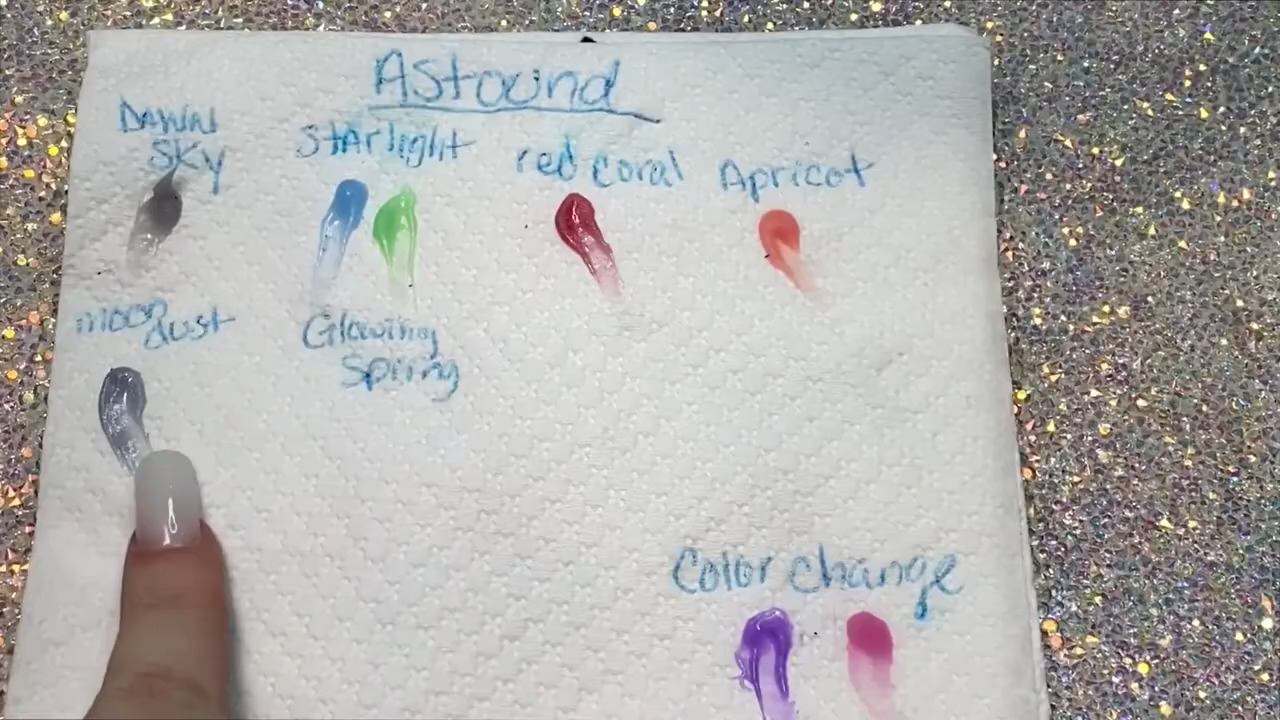 Astound
DAWN
SKY
StArlight
red coral
Apricot
moon
dust
Glowing
Spring
Color change